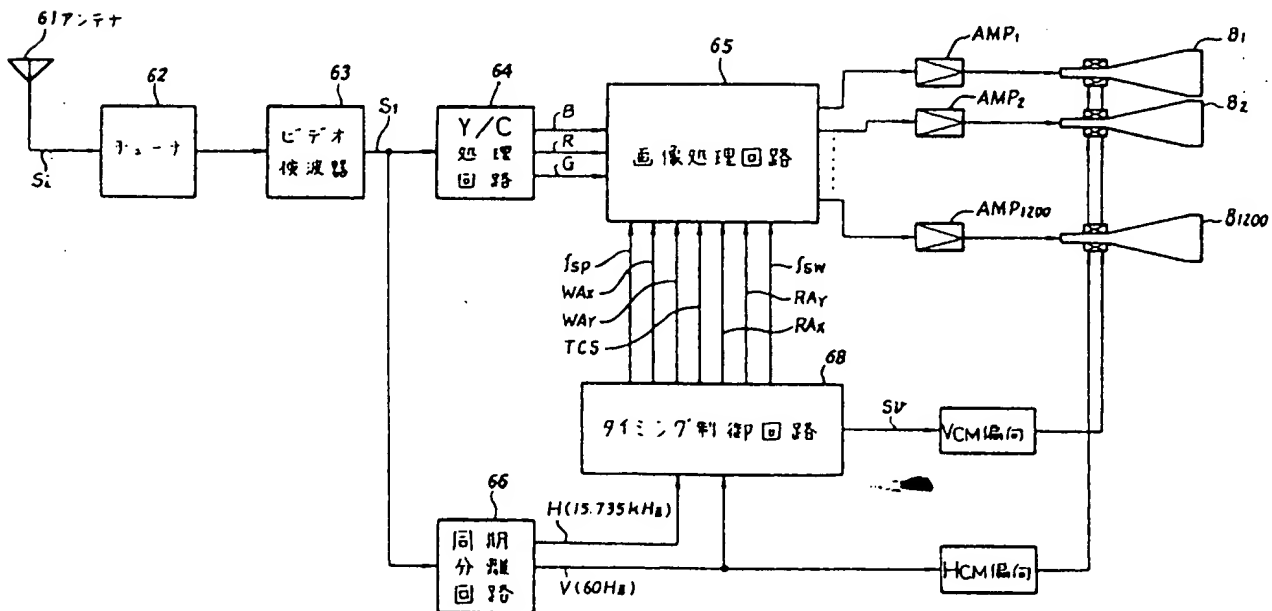 61アンテナ
62
チューナ
63
ビデオ
検波器
S1
Si
64
Y/C
処理
回路
B
R
G
65
画像処理回路
AMP1
AMP2
AMP1200
B1
B2
B1200
fSP
WAX
WAY
TCS
fSW
RAY
RAX
68
タイミング制御回路
SV
VCM偏向
66
同期
分離
回路
H(15.735kHz)
V(60Hz)
HCM偏向